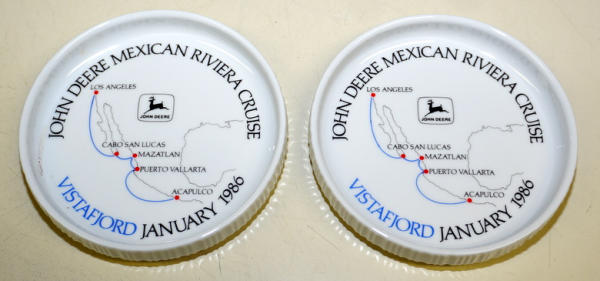 JOHN DEERE MEXICAN RIVIERA CRUISE
LOS ANGELES
JOHN DEERE
CABO SAN LUCAS
MAZATLAN
PUERTO VALLARTA
ACAPULCO
VISTAFJORD JANUARY 1986
JOHN DEERE MEXICAN RIVIERA CRUISE
LOS ANGELES
JOHN DEERE
CABO SAN LUCAS
MAZATLAN
PUERTO VALLARTA
ACAPULCO
VISTAFJORD JANUARY 1986